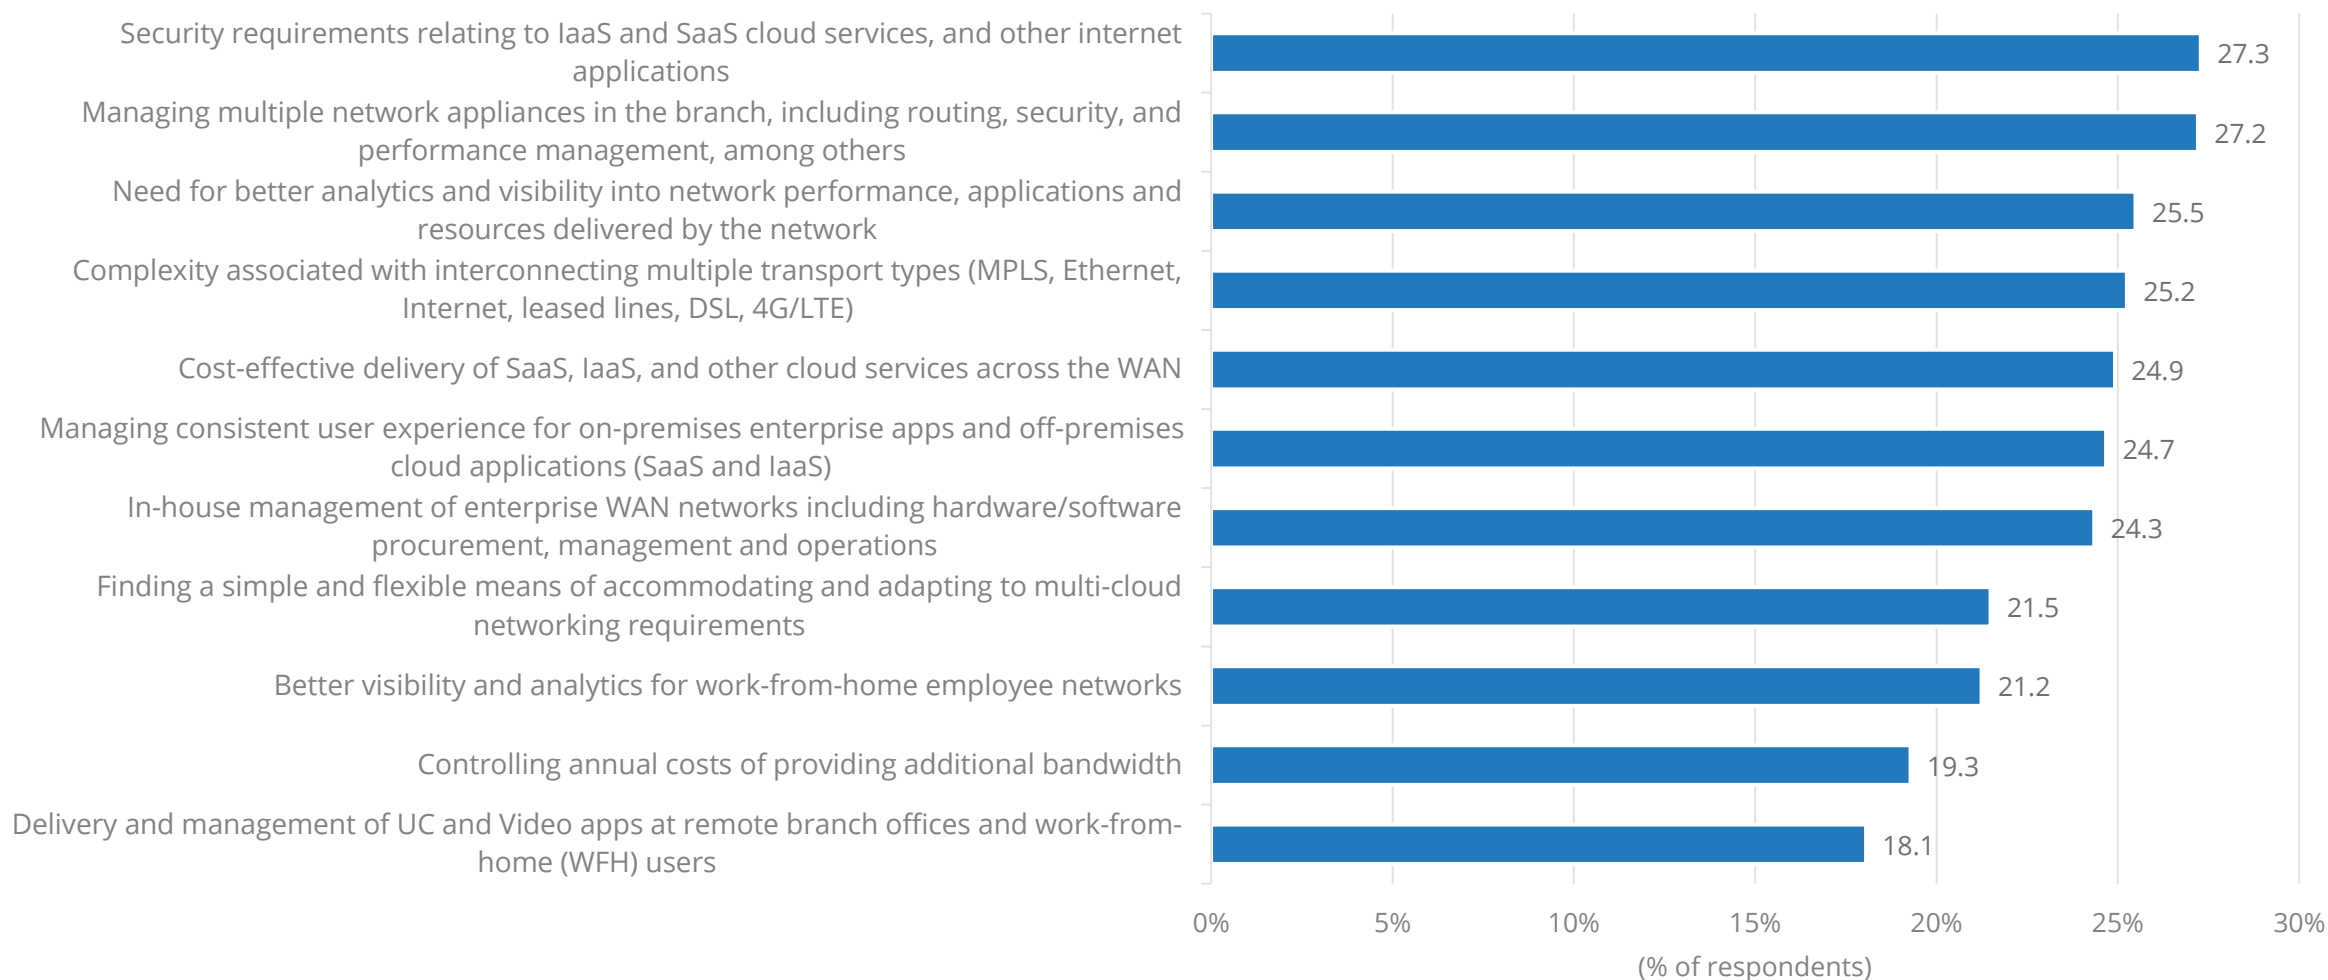 Security requirements relating to IaaS and SaaS cloud services, and other internet
applications
27.3
Managing multiple network appliances in the branch, including routing, security, and
performance management, among others
27.2
Need for better analytics and visibility into network performance, applications and
resources delivered by the network
25.5
Complexity associated with interconnecting multiple transport types (MPLS, Ethernet,
Internet, leased lines, DSL, 4G/LTE)
25.2
Cost-effective delivery of SaaS, IaaS, and other cloud services across the WAN
24.9
Managing consistent user experience for on-premises enterprise apps and off-premises
cloud applications (SaaS and IaaS)
24.7
In-house management of enterprise WAN networks including hardware/software
procurement, management and operations
24.3
Finding a simple and flexible means of accommodating and adapting to multi-cloud
networking requirements
21.5
Better visibility and analytics for work-from-home employee networks
21.2
Controlling annual costs of providing additional bandwidth
19.3
Delivery and management of UC and Video apps at remote branch offices and work-from-
home (WFH) users
18.1
0% 5% 10% 15% 20% 25% 30%
(% of respondents)